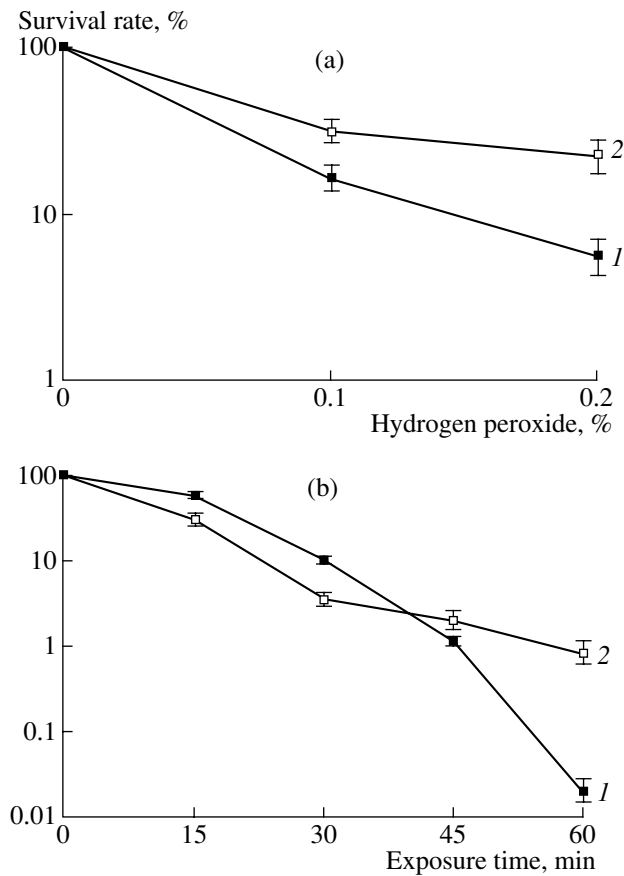 Survival rate, %
100
(a)
2
10
1
1
0 0.1 0.2
Hydrogen peroxide, %
100
(b)
10
1
2
0.1
1
0.01
0 15 30 45 60
Exposure time, min